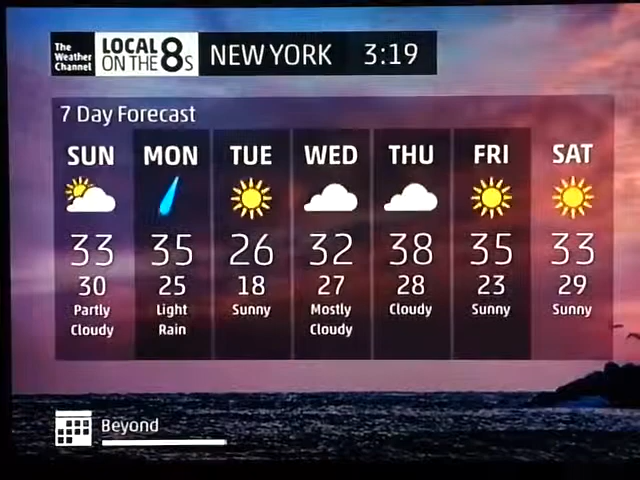 The Weather Channel LOCAL ON THE 8s NEW YORK 3:19
7 Day Forecast
SUN MON TUE WED THU FRI SAT
33 35 26 32 38 35 33
30 25 18 27 28 23 29
Partly Cloudy Light Rain Sunny Mostly Cloudy Cloudy Sunny Sunny
Beyond